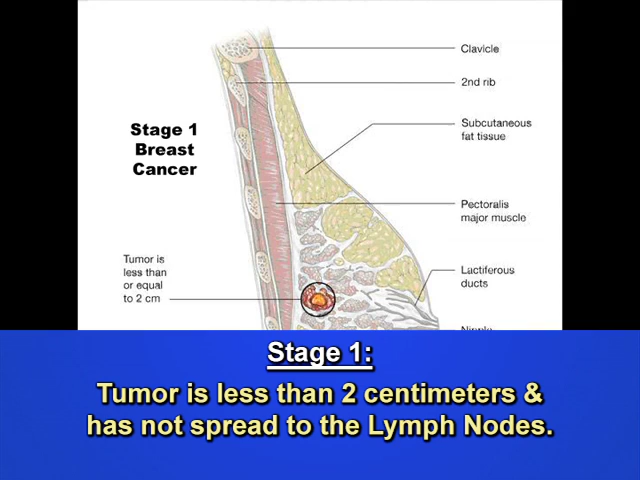 Clavicle
2nd rib
Stage 1
Breast
Cancer
Subcutaneous
fat tissue
Pectoralis
major muscle
Tumor is
less than
or equal
to 2 cm
Lactiferous
ducts
Nipple
Stage 1:
Tumor is less than 2 centimeters &
has not spread to the Lymph Nodes.